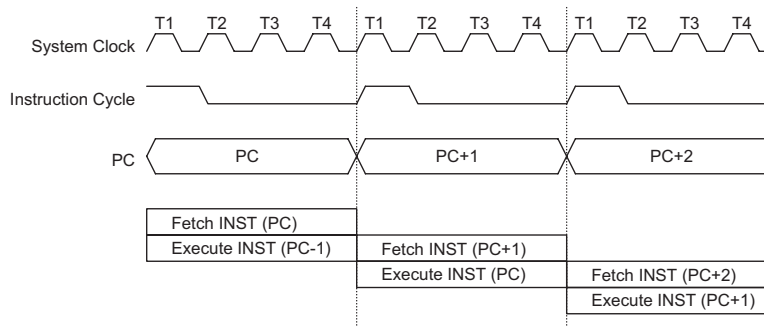 T1 T2 T3 T4 T1 T2 T3 T4 T1 T2 T3 T4
System Clock
Instruction Cycle
PC PC PC+1 PC+2
Fetch INST (PC)
Execute INST (PC-1) Fetch INST (PC+1)
Execute INST (PC) Fetch INST (PC+2)
Execute INST (PC+1)